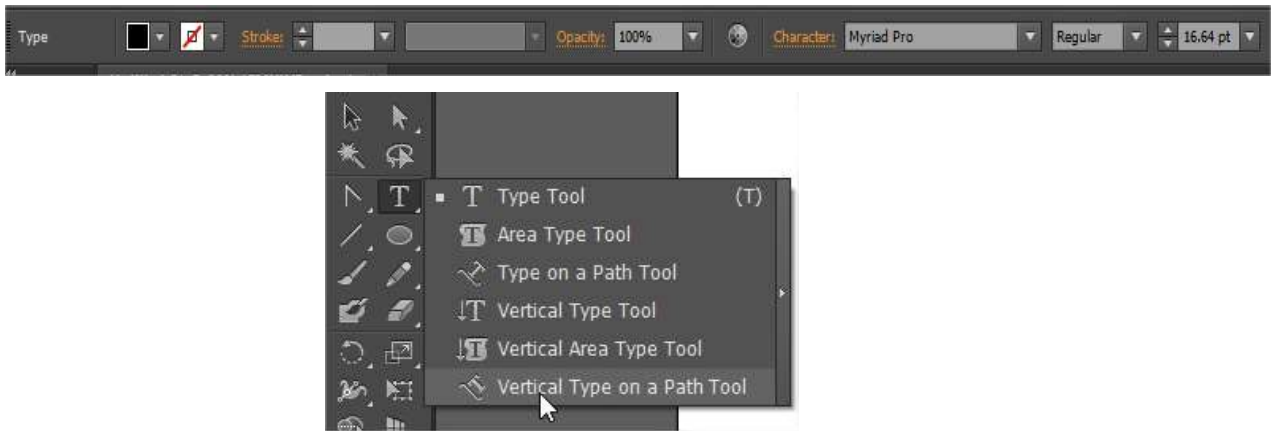 Type Stroke: Opacity: 100% Character: Myriad Pro Regular 16.64 pt
T Type Tool (T)
Area Type Tool
Type on a Path Tool
Vertical Type Tool
Vertical Area Type Tool
Vertical Type on a Path Tool